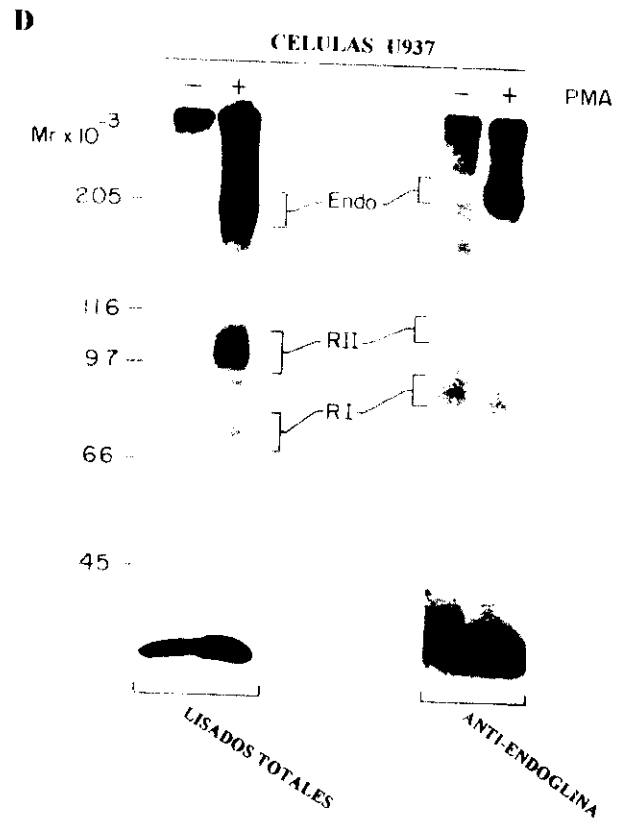 D
CELULAS U937
− + − + PMA
Mr x 10⁻³
205
Endo
116
RII
97
RI
66
45
LISADOS TOTALES
ANTI-ENDOGLINA